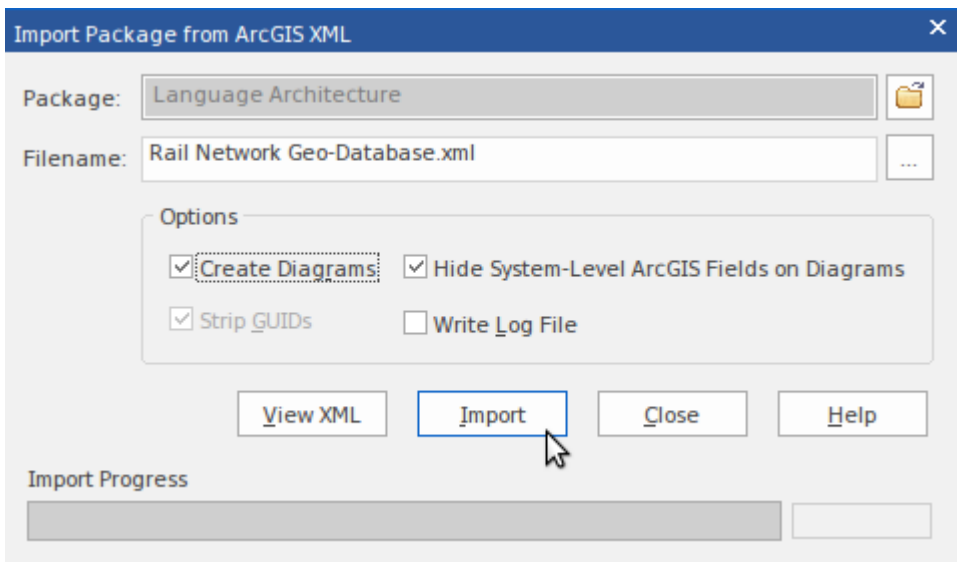 Import Package from ArcGIS XML
Package: Language Architecture
Filename: Rail Network Geo-Database.xml ...
Options
Create Diagrams Hide System-Level ArcGIS Fields on Diagrams
Strip GUIDs Write Log File
View XML Import Close Help
Import Progress